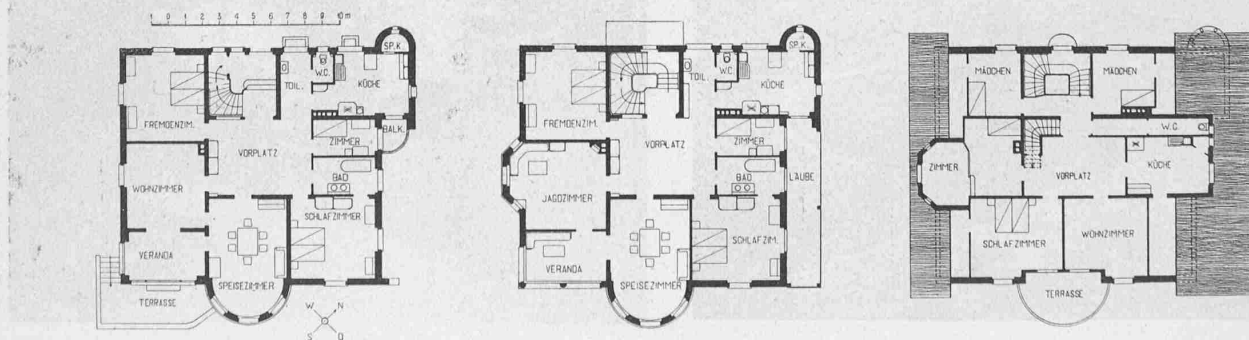 1 0 1 2 3 4 5 6 7 8 9 10 m
SP.K.
W.C.
TOIL.
KÜCHE
FREMDENZIM.
ZIMMER
BALK.
VORPLATZ
WOHNZIMMER
BAD
SCHLAFZIMMER
VERANDA
SPEISEZIMMER
TERRASSE
W N
S O
SP.K.
W.C.
TOIL.
KÜCHE
FREMDENZIM.
ZIMMER
VORPLATZ
BAD
LAUBE
JAGDZIMMER
SCHLAFZIM.
VERANDA
SPEISEZIMMER
MÄDCHEN
MÄDCHEN
W.C.
ZIMMER
KÜCHE
VORPLATZ
SCHLAFZIMMER
WOHNZIMMER
TERRASSE